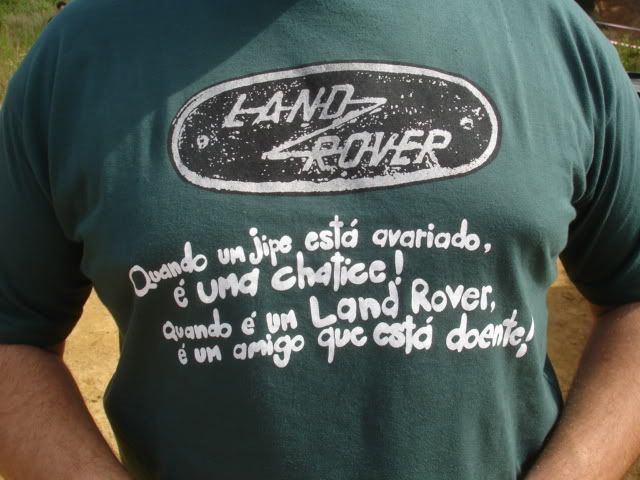 LAND
ROVER
Quando um jipe está avariado,
é uma chatice!
Quando é um Land Rover,
é um amigo que está doente!